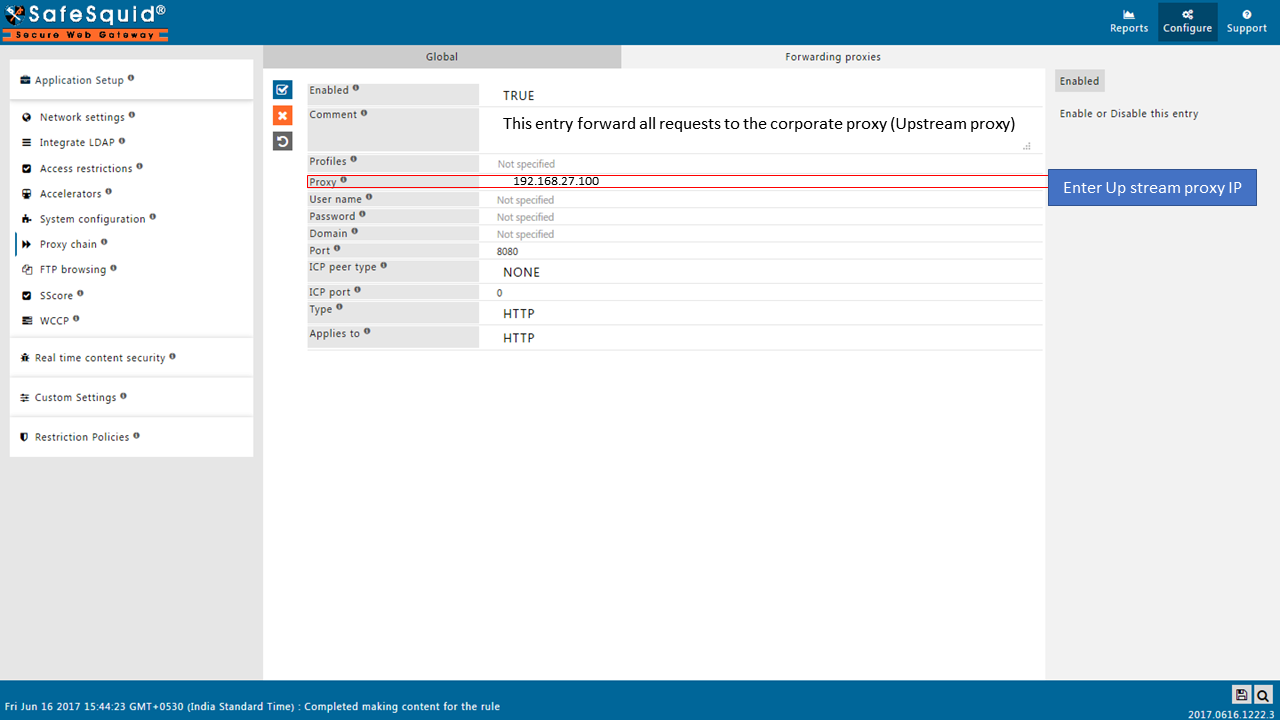 SafeSquid®
Secure Web Gateway
Reports
Configure
Support
Application Setup
Network settings
Integrate LDAP
Access restrictions
Accelerators
System configuration
Proxy chain
FTP browsing
SScore
WCCP
Real time content security
Custom Settings
Restriction Policies
Global
Forwarding proxies
Enabled TRUE
Comment This entry forward all requests to the corporate proxy (Upstream proxy)
Profiles Not specified
Proxy 192.168.27.100
User name Not specified
Password Not specified
Domain Not specified
Port 8080
ICP peer type NONE
ICP port 0
Type HTTP
Applies to HTTP
Enabled
Enable or Disable this entry
Enter Up stream proxy IP
Fri Jun 16 2017 15:44:23 GMT+0530 (India Standard Time) : Completed making content for the rule
2017.0616.1222.3